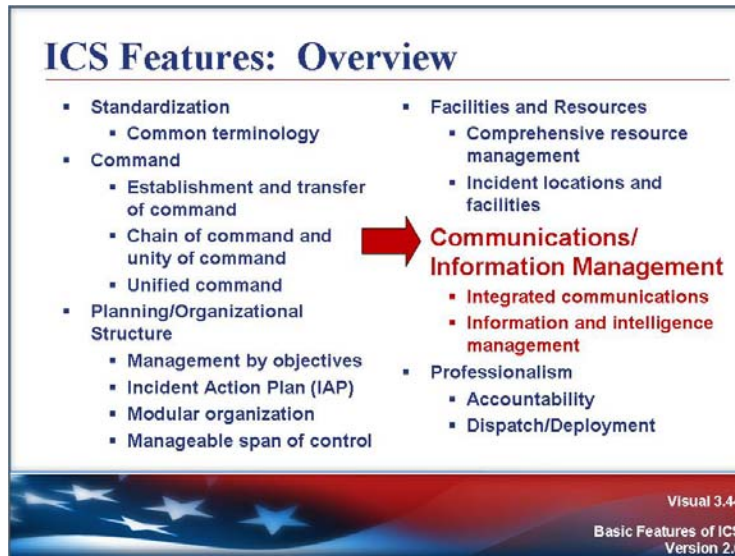 ICS Features: Overview
▪ Standardization
▪ Common terminology
▪ Command
▪ Establishment and transfer
of command
▪ Chain of command and
unity of command
▪ Unified command
▪ Planning/Organizational
Structure
▪ Management by objectives
▪ Incident Action Plan (IAP)
▪ Modular organization
▪ Manageable span of control
▪ Facilities and Resources
▪ Comprehensive resource
management
▪ Incident locations and
facilities
Communications/
Information Management
▪ Integrated communications
▪ Information and intelligence
management
▪ Professionalism
▪ Accountability
▪ Dispatch/Deployment
Visual 3.4
Basic Features of ICS
Version 2.